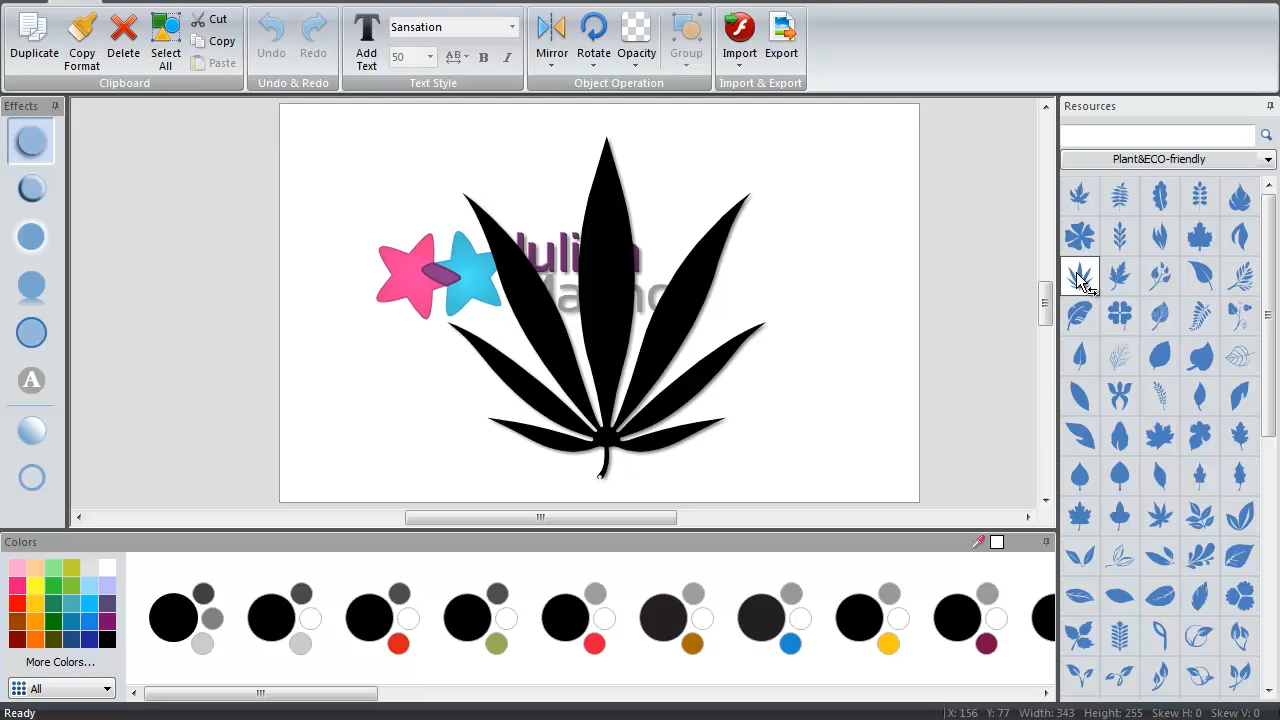 Duplicate
Copy
Format
Delete
Select
All
Cut
Copy
Paste
Clipboard
Undo
Redo
Undo & Redo
Add
Text
Sansation
50
AB
B
I
Text Style
Mirror
Rotate
Opacity
Group
Object Operation
Import
Export
Import & Export
Effects
A
Resources
Plant&ECO-friendly
Colors
More Colors...
All
Ready
X: 156 Y: 77 Width: 343 Height: 255 Skew H: 0 Skew V: 0